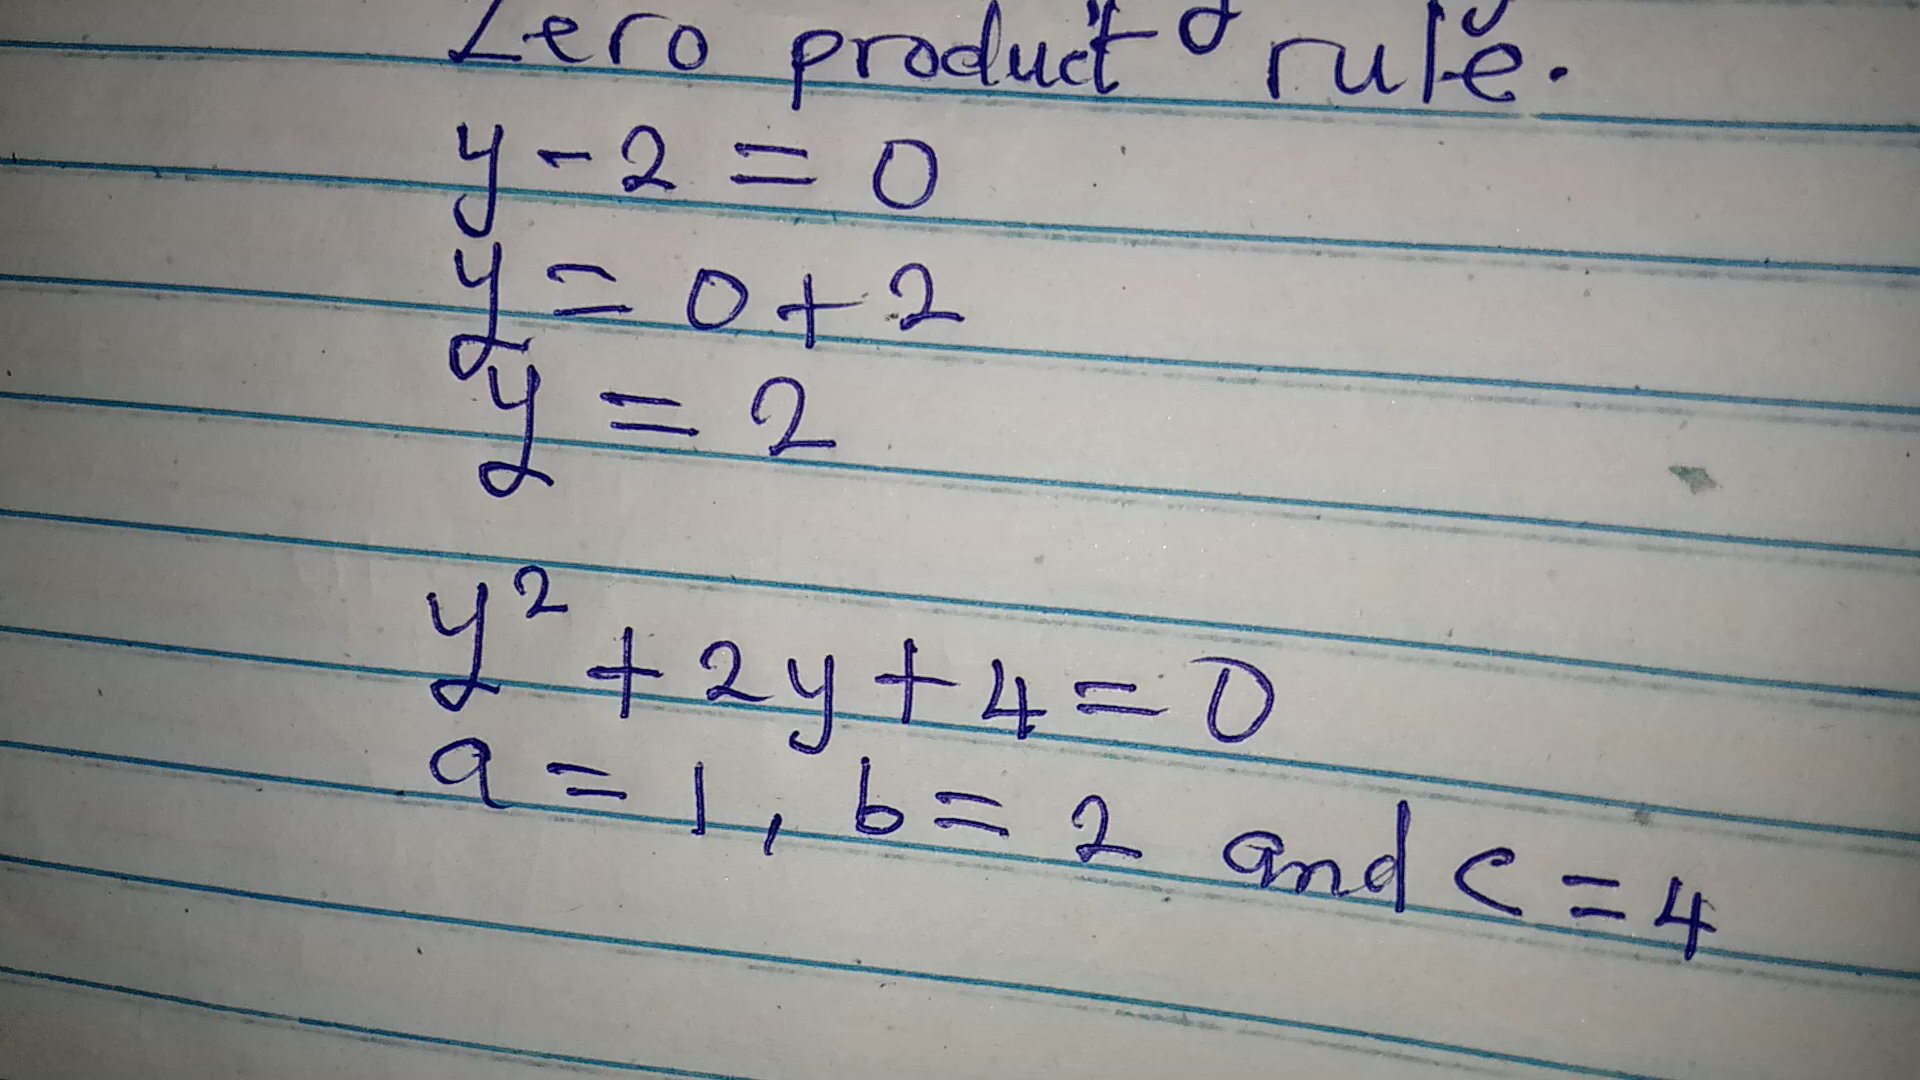 Zero product rule.
y - 2 = 0
y = 0 + 2
y = 2
y² + 2y + 4 = 0
a = 1, b = 2 and c = 4